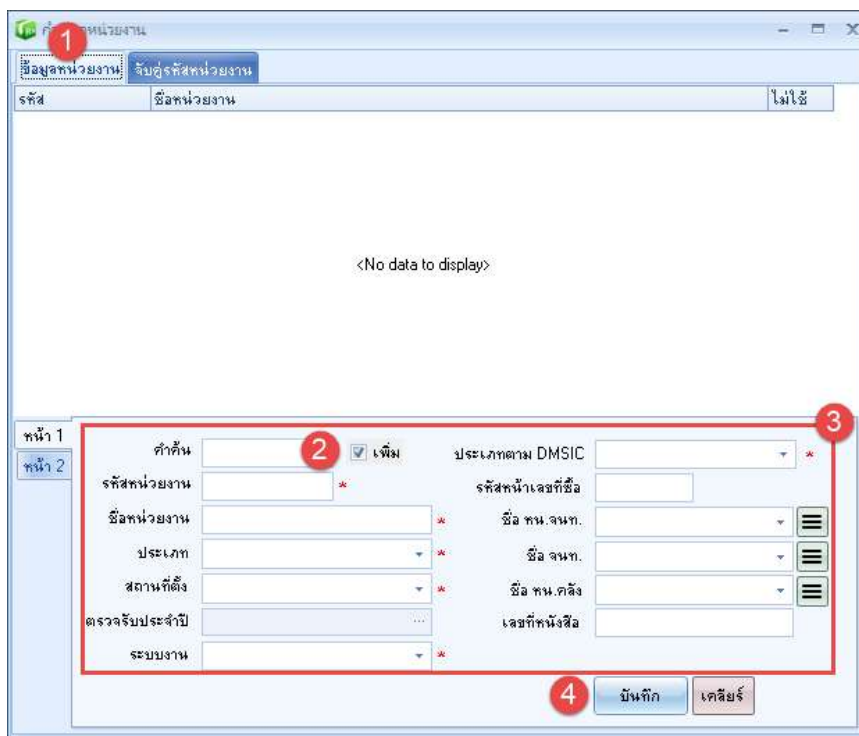 หน่วยงาน
1
ข้อมูลหน่วยงาน จับคู่รหัสหน่วยงาน
รหัส ชื่อหน่วยงาน ไม่ใช้
<No data to display>
3
หน้า 1
หน้า 2
คำค้น 2 เพิ่ม ประเภทตาม DMSIC *
รหัสหน่วยงาน * รหัสหน้าเลขที่ซื้อ
ชื่อหน่วยงาน * ชื่อ หน.จนท.
ประเภท * ชื่อ จนท.
สถานที่ตั้ง * ชื่อ หน.คลัง
ตรวจรับประจำปี ... เลขที่หนังสือ
ระบบงาน *
4 บันทึก เคลียร์